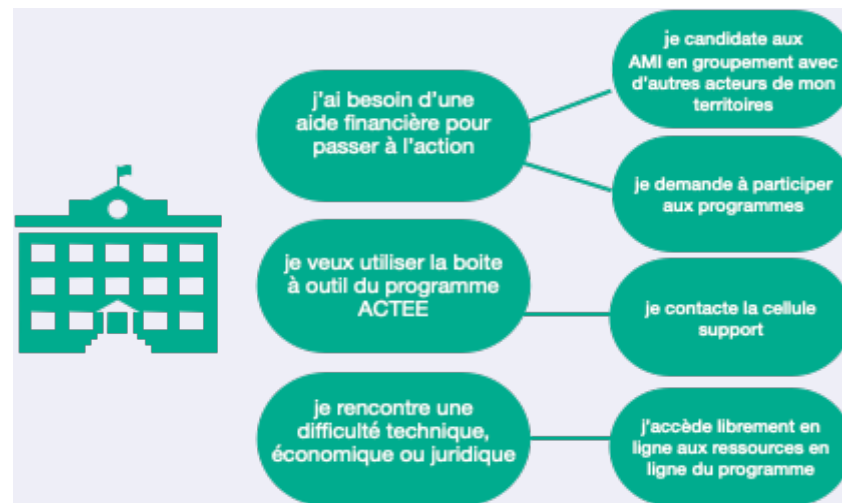 j'ai besoin d'une
aide financière pour
passer à l'action
je candidate aux
AMI en groupement avec
d'autres acteurs de mon
territoires
je demande à participer
aux programmes
je veux utiliser la boite
à outil du programme
ACTEE
je contacte la cellule
support
je rencontre une
difficulté technique,
économique ou juridique
j'accède librement en
ligne aux ressources en
ligne du programme